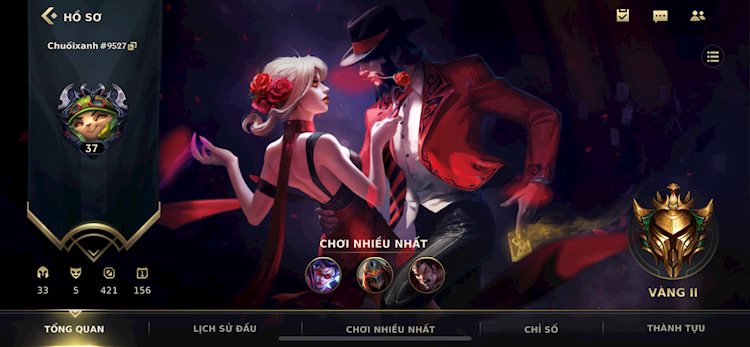 HỒ SƠ
Chuốixanh #9527
37
33
5
421
156
CHƠI NHIỀU NHẤT
VÀNG II
TỔNG QUAN
LỊCH SỬ ĐẤU
CHƠI NHIỀU NHẤT
CHỈ SỐ
THÀNH TỰU